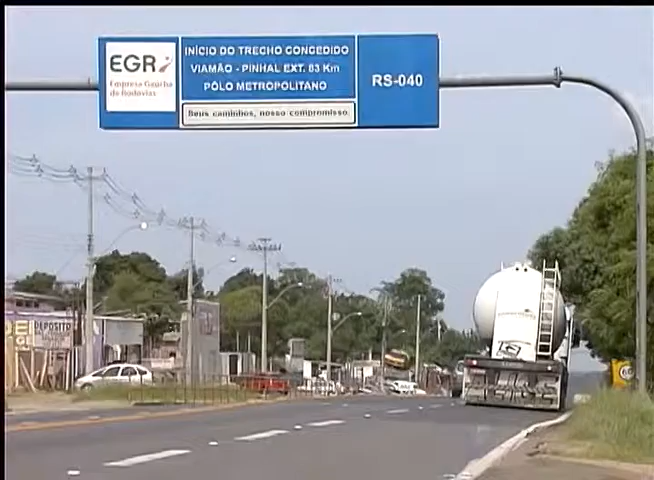 EGR
Empresa Gaúcha
de Rodovias
INÍCIO DO TRECHO CONCEDIDO
VIAMÃO - PINHAL EXT. 83 Km
PÓLO METROPOLITANO
Seus caminhos, nosso compromisso.
RS-040
DEPÓSITO
60